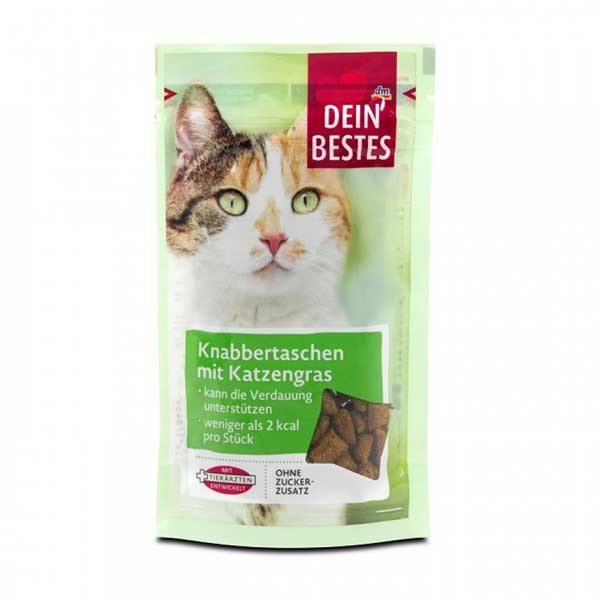 dm
DEIN
BESTES
Knabbertaschen
mit Katzengras
· kann die Verdauung
unterstützen
· weniger als 2 kcal
pro Stück
MIT
TIERÄRZTEN
ENTWICKELT
OHNE
ZUCKER-
ZUSATZ